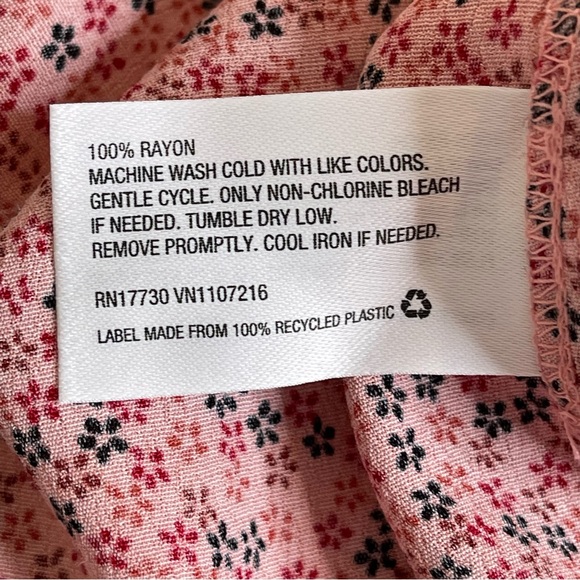 100% RAYON
MACHINE WASH COLD WITH LIKE COLORS.
GENTLE CYCLE. ONLY NON-CHLORINE BLEACH
IF NEEDED. TUMBLE DRY LOW.
REMOVE PROMPTLY. COOL IRON IF NEEDED.
RN17730 VN1107216
LABEL MADE FROM 100% RECYCLED PLASTIC